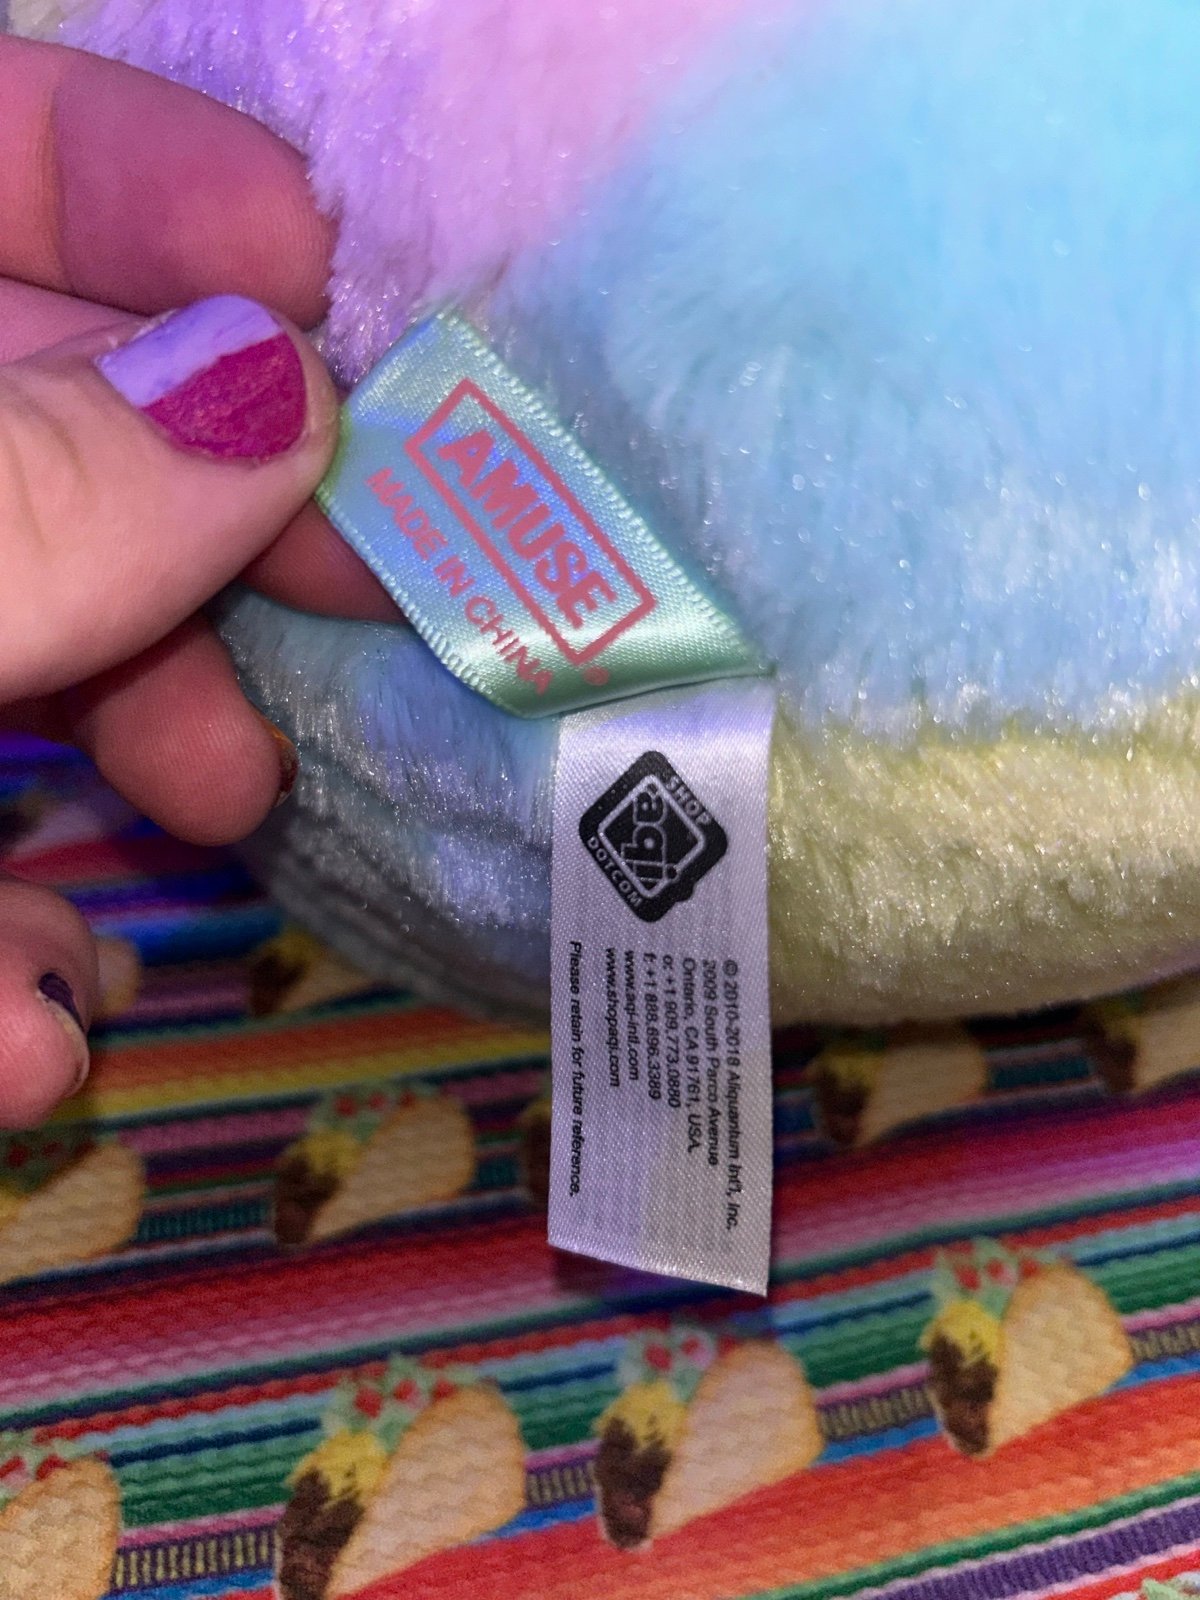 AMUSE®
MADE IN CHINA
SHOP
aqi
DOTCOM
© 2010-2018 Aliquantum Int'l, Inc.
2009 South Parco Avenue
Ontario, CA 91761, USA.
o: +1 909.773.0880
f: +1 888.696.3389
www.aqi-intl.com
www.shopaqi.com
Please retain for future reference.